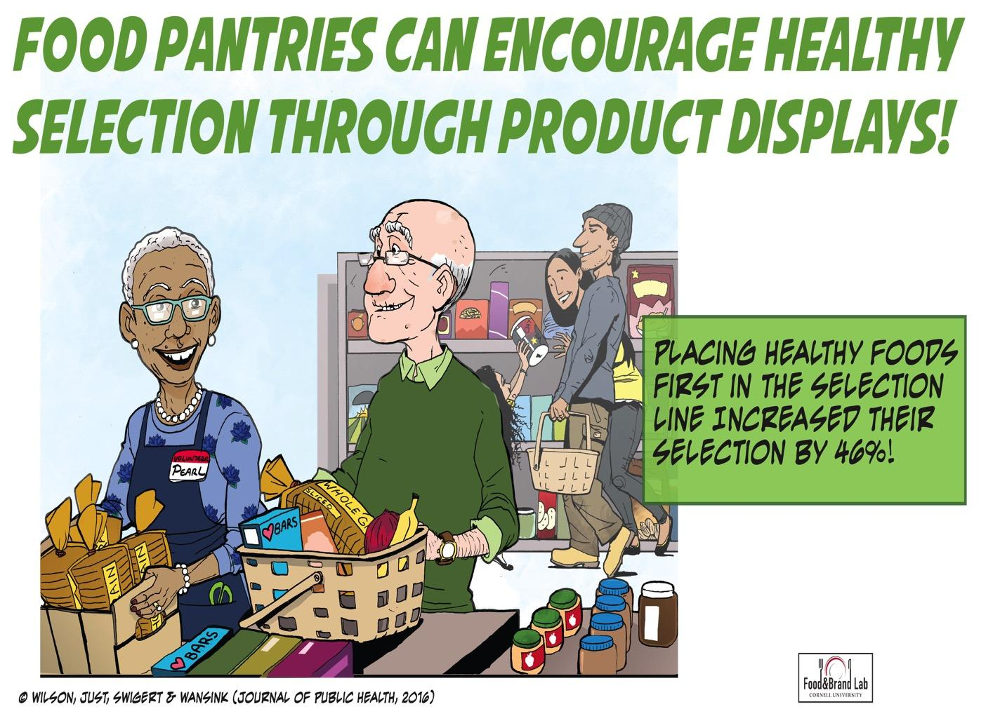 FOOD PANTRIES CAN ENCOURAGE HEALTHY
SELECTION THROUGH PRODUCT DISPLAYS!
PLACING HEALTHY FOODS
FIRST IN THE SELECTION
LINE INCREASED THEIR
SELECTION BY 46%!
VOLUNTEER
PEARL
WHOLE G
SLICED
BARS
AIN
AIN
BARS
© WILSON, JUST, SWIGERT & WANSINK (JOURNAL OF PUBLIC HEALTH, 2016)
Food&Brand Lab
CORNELL UNIVERSITY